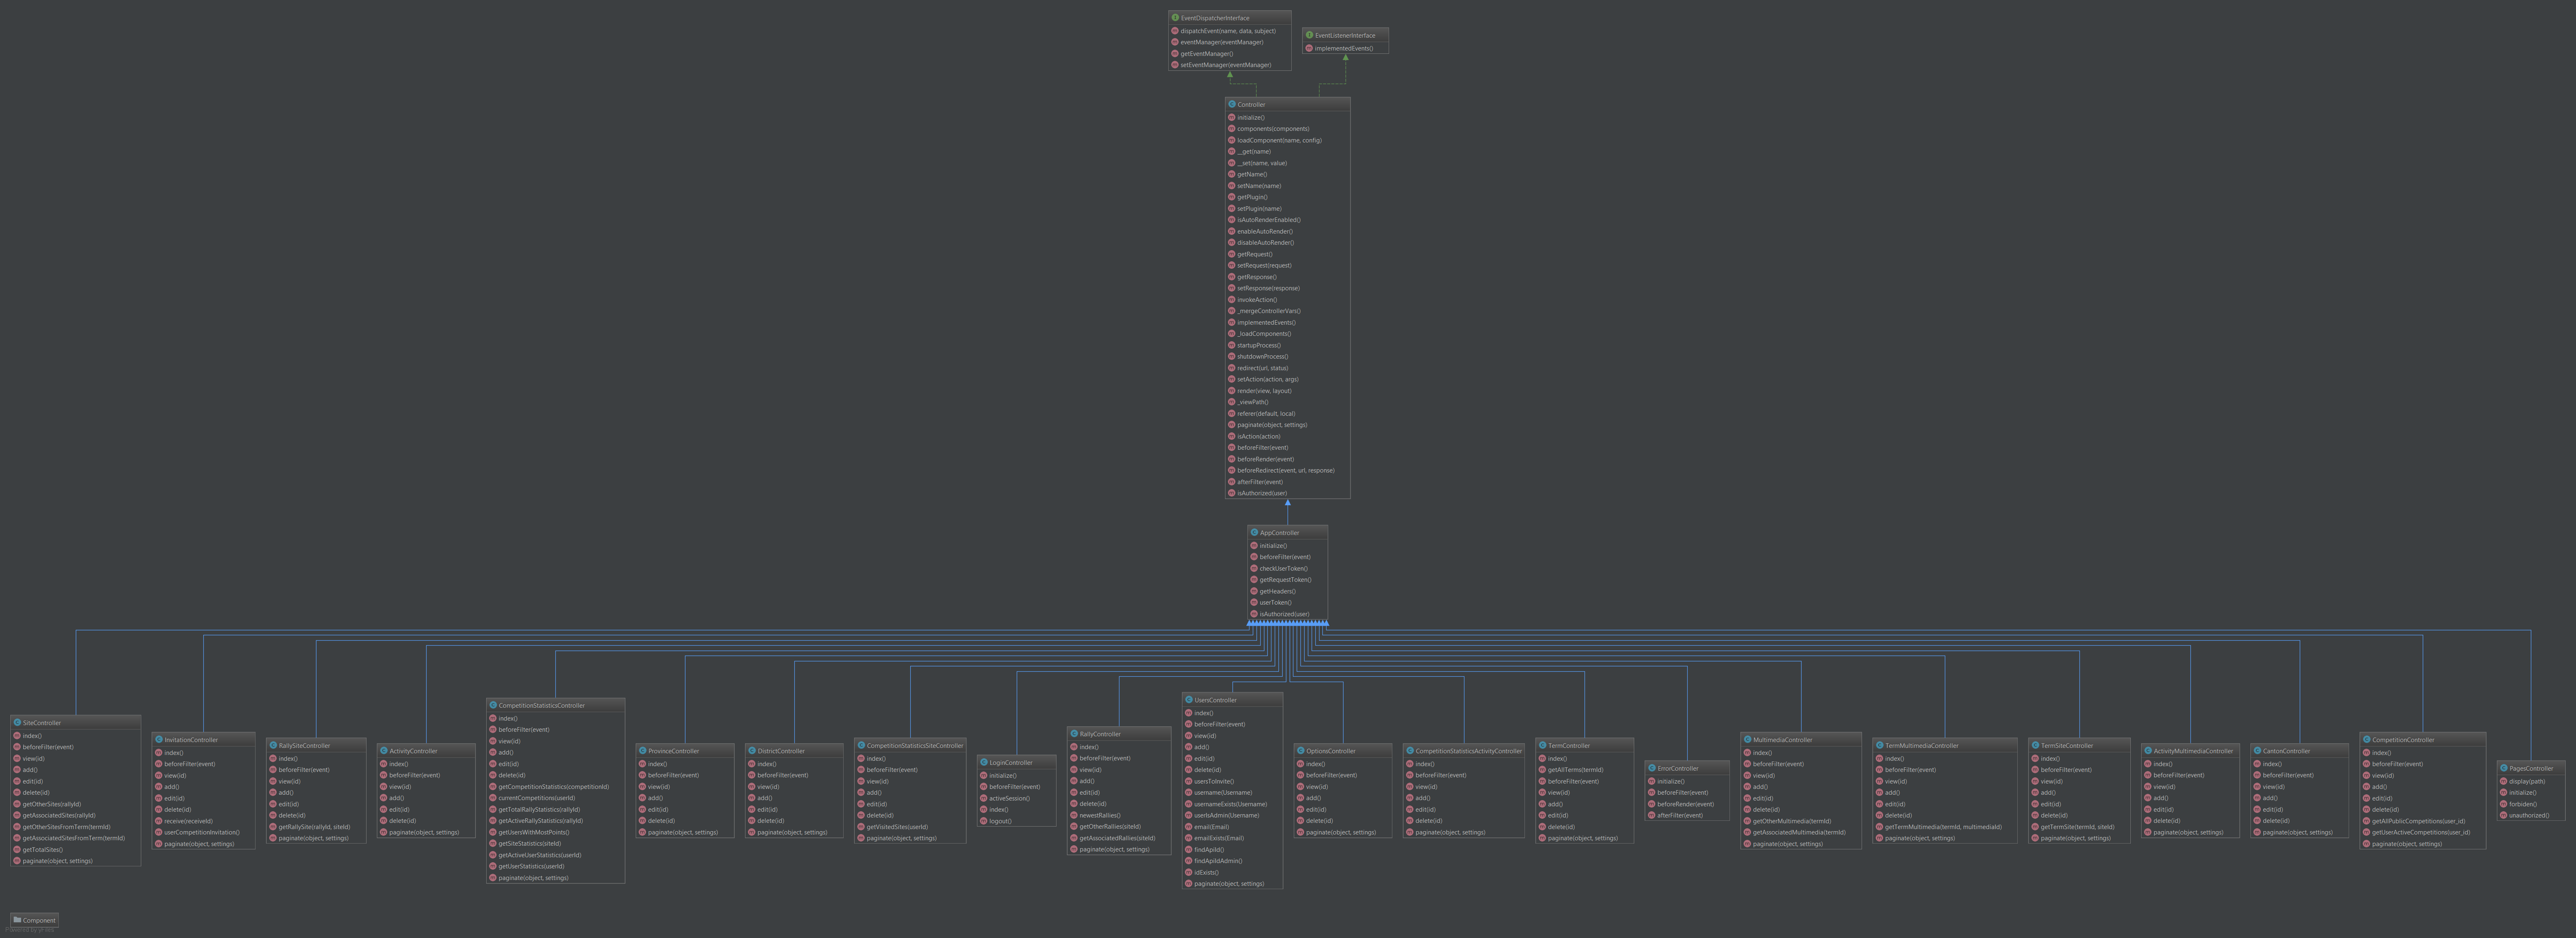 EventDispatcherInterface
dispatchEvent(name, data, subject)
eventManager(eventManager)
getEventManager()
setEventManager(eventManager)
EventListenerInterface
implementedEvents()
Controller
initialize()
components(components)
loadComponent(name, config)
__get(name)
__set(name, value)
getName()
setName(name)
getPlugin()
setPlugin(name)
isAutoRenderEnabled()
enableAutoRender()
disableAutoRender()
getRequest()
setRequest(request)
getResponse()
setResponse(response)
invokeAction()
_mergeControllerVars()
implementedEvents()
_loadComponents()
startupProcess()
shutdownProcess()
redirect(url, status)
setAction(action, args)
render(view, layout)
_viewPath()
referer(default, local)
paginate(object, settings)
isAction(action)
beforeFilter(event)
beforeRender(event)
beforeRedirect(event, url, response)
afterFilter(event)
isAuthorized(user)
AppController
initialize()
beforeFilter(event)
checkUserToken()
getRequestToken()
getHeaders()
userToken()
isAuthorized(user)
SiteController
index()
beforeFilter(event)
view(id)
add()
edit(id)
delete(id)
getOtherSites(rallyId)
getAssociatedSites(rallyId)
getOtherSitesFromTerm(termId)
getAssociatedSitesFromTerm(termId)
getTotalSites()
paginate(object, settings)
InvitationController
index()
beforeFilter(event)
view(id)
add()
edit(id)
delete(id)
receive(receiveId)
userCompetitionInvitation()
paginate(object, settings)
RallySiteController
index()
beforeFilter(event)
view(id)
add()
edit(id)
delete(id)
getRallySite(rallyId, siteId)
paginate(object, settings)
ActivityController
index()
beforeFilter(event)
view(id)
add()
edit(id)
delete(id)
paginate(object, settings)
CompetitionStatisticsController
index()
beforeFilter(event)
view(id)
add()
edit(id)
delete(id)
getCompetitionStatistics(competitionId)
currentCompetitions(userId)
getTotalRallyStatistics(rallyId)
getActiveRallyStatistics(rallyId)
getUsersWithMostPoints()
getSiteStatistics(siteId)
getActiveUserStatistics(userId)
getUserStatistics(userId)
paginate(object, settings)
ProvinceController
index()
beforeFilter(event)
view(id)
add()
edit(id)
delete(id)
paginate(object, settings)
DistrictController
index()
beforeFilter(event)
view(id)
add()
edit(id)
delete(id)
paginate(object, settings)
CompetitionStatisticsSiteController
index()
beforeFilter(event)
view(id)
add()
edit(id)
delete(id)
getVisitedSites(userId)
paginate(object, settings)
LoginController
initialize()
beforeFilter(event)
activeSession()
index()
logout()
RallyController
index()
beforeFilter(event)
view(id)
add()
edit(id)
delete(id)
newestRallies()
getOtherRallies(siteId)
getAssociatedRallies(siteId)
paginate(object, settings)
UsersController
index()
beforeFilter(event)
view(id)
add()
edit(id)
delete(id)
usersToInvite()
username(Username)
usernameExists(Username)
userIsAdmin(Username)
email(Email)
emailExists(Email)
findApiId()
findApiIdAdmin()
idExists()
paginate(object, settings)
OptionsController
index()
beforeFilter(event)
view(id)
add()
edit(id)
delete(id)
paginate(object, settings)
CompetitionStatisticsActivityController
index()
beforeFilter(event)
view(id)
add()
edit(id)
delete(id)
paginate(object, settings)
TermController
index()
getAllTerms(termId)
beforeFilter(event)
view(id)
add()
edit(id)
delete(id)
paginate(object, settings)
ErrorController
initialize()
beforeFilter(event)
beforeRender(event)
afterFilter(event)
MultimediaController
index()
beforeFilter(event)
view(id)
add()
edit(id)
delete(id)
getOtherMultimedia(termId)
getAssociatedMultimedia(termId)
paginate(object, settings)
TermMultimediaController
index()
beforeFilter(event)
view(id)
add()
edit(id)
delete(id)
getTermMultimedia(termId, multimediaId)
paginate(object, settings)
TermSiteController
index()
beforeFilter(event)
view(id)
add()
edit(id)
delete(id)
getTermSite(termId, siteId)
paginate(object, settings)
ActivityMultimediaController
index()
beforeFilter(event)
view(id)
add()
edit(id)
delete(id)
paginate(object, settings)
CantonController
index()
beforeFilter(event)
view(id)
add()
edit(id)
delete(id)
paginate(object, settings)
CompetitionController
index()
beforeFilter(event)
view(id)
add()
edit(id)
delete(id)
getAllPublicCompetitions(user_id)
getUserActiveCompetitions(user_id)
paginate(object, settings)
PagesController
display(path)
initialize()
forbiden()
unauthorized()
Component
Powered by yFiles